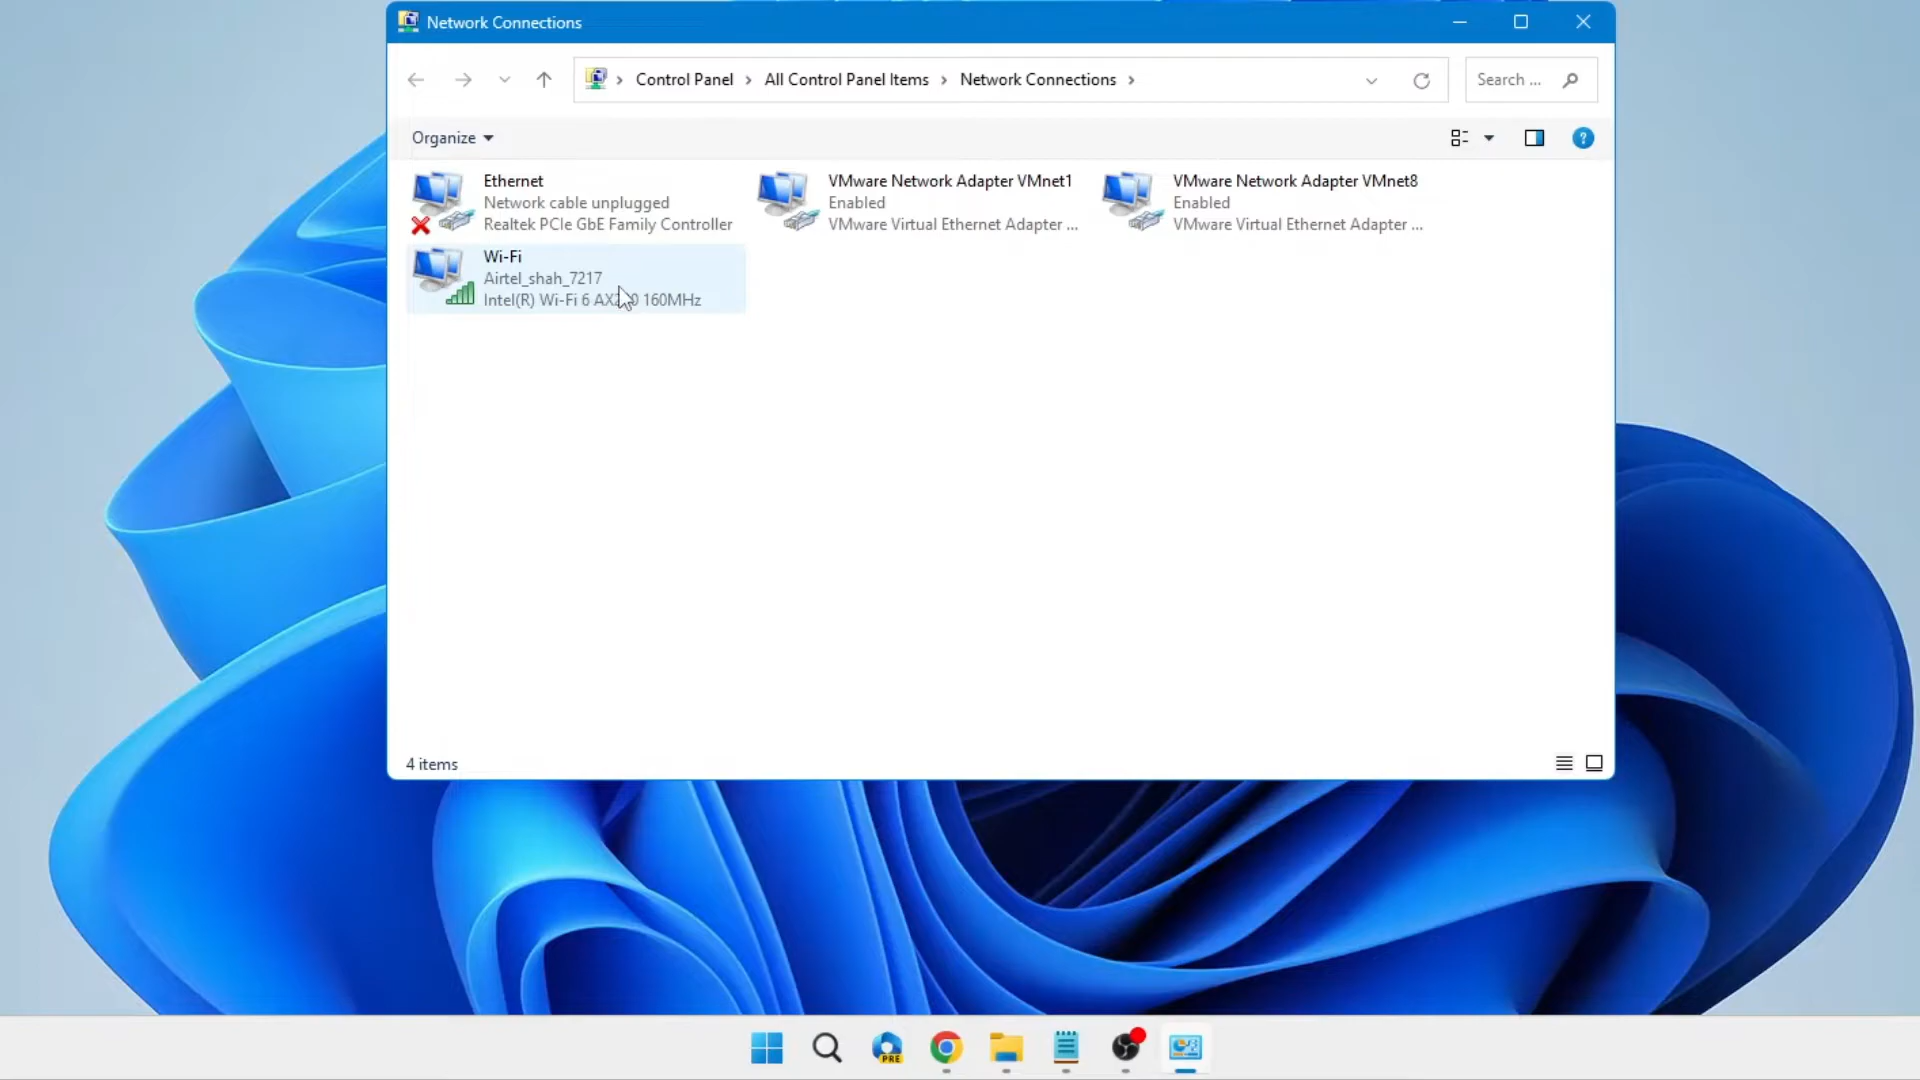 Network Connections
Control Panel
All Control Panel Items
Network Connections
Search ...
Organize
Ethernet
Network cable unplugged
Realtek PCIe GbE Family Controller
VMware Network Adapter VMnet1
Enabled
VMware Virtual Ethernet Adapter ...
VMware Network Adapter VMnet8
Enabled
VMware Virtual Ethernet Adapter ...
Wi-Fi
Airtel_shah_7217
Intel(R) Wi-Fi 6 160MHz
4 items
PRE